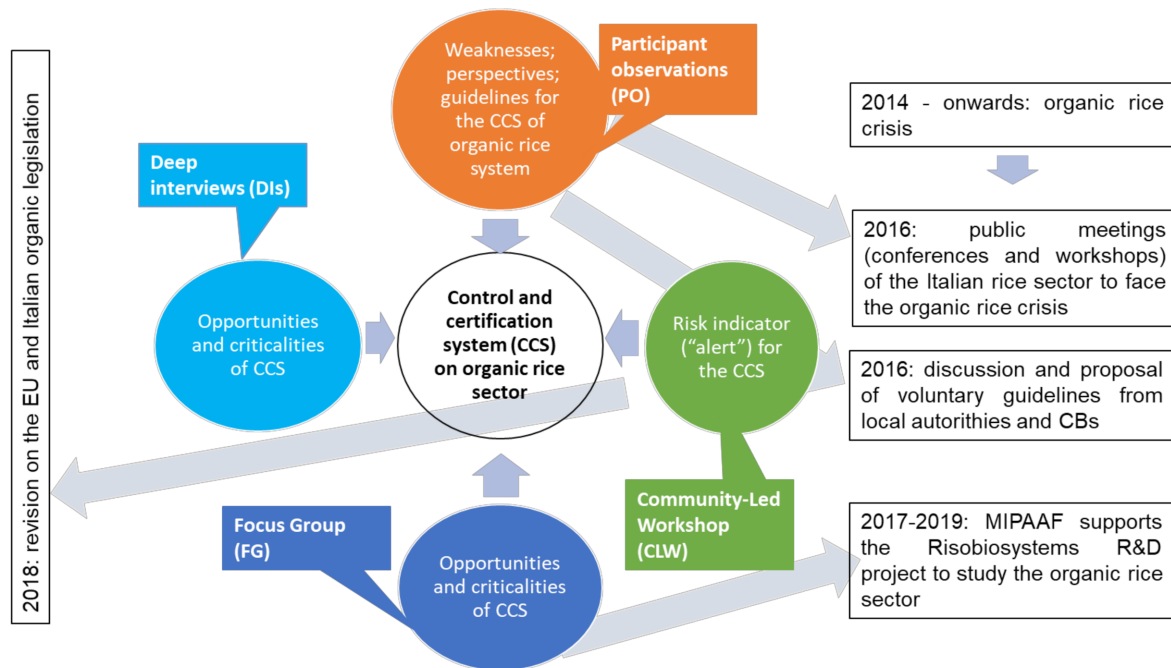 2018: revision on the EU and Italian organic legislation
Weaknesses;
perspectives;
guidelines for
the CCS of
organic rice
system
Participant
observations
(PO)
Deep
interviews (DIs)
Opportunities
and criticalities
of CCS
Control and
certification
system (CCS)
on organic rice
sector
Risk indicator
(“alert”) for
the CCS
Focus Group
(FG)
Opportunities
and criticalities
of CCS
Community-Led
Workshop
(CLW)
2014 - onwards: organic rice
crisis
2016: public meetings
(conferences and workshops)
of the Italian rice sector to face
the organic rice crisis
2016: discussion and proposal
of voluntary guidelines from
local autorithies and CBs
2017-2019: MIPAAF supports
the Risobiosystems R&D
project to study the organic rice
sector